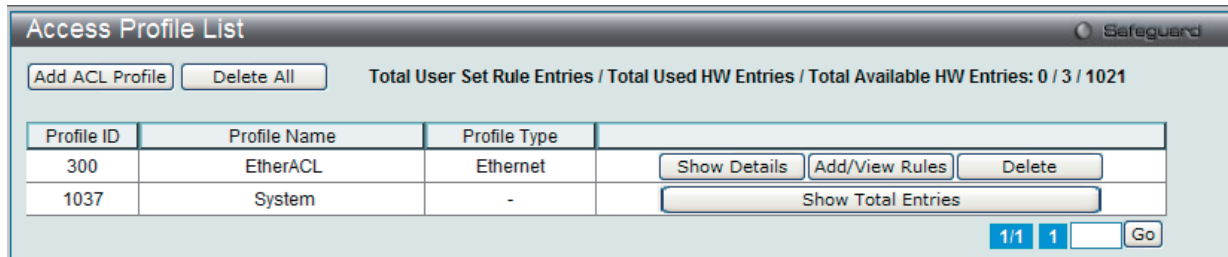 Access Profile List Safeguard
Add ACL Profile Delete All Total User Set Rule Entries / Total Used HW Entries / Total Available HW Entries: 0 / 3 / 1021
Profile ID Profile Name Profile Type
300 EtherACL Ethernet Show Details Add/View Rules Delete
1037 System - Show Total Entries
1/1 1 Go